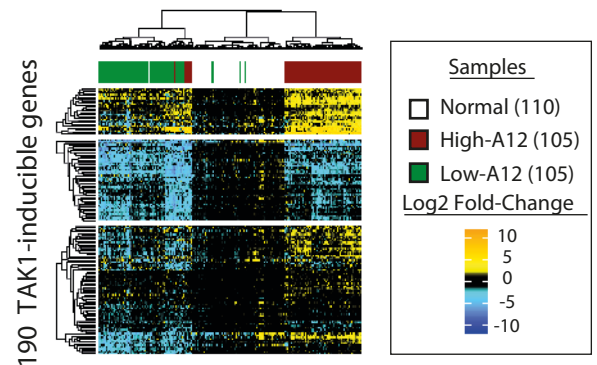 190 TAK1-inducible genes
Samples
Normal (110)
High-A12 (105)
Low-A12 (105)
Log2 Fold-Change
10
5
0
-5
-10